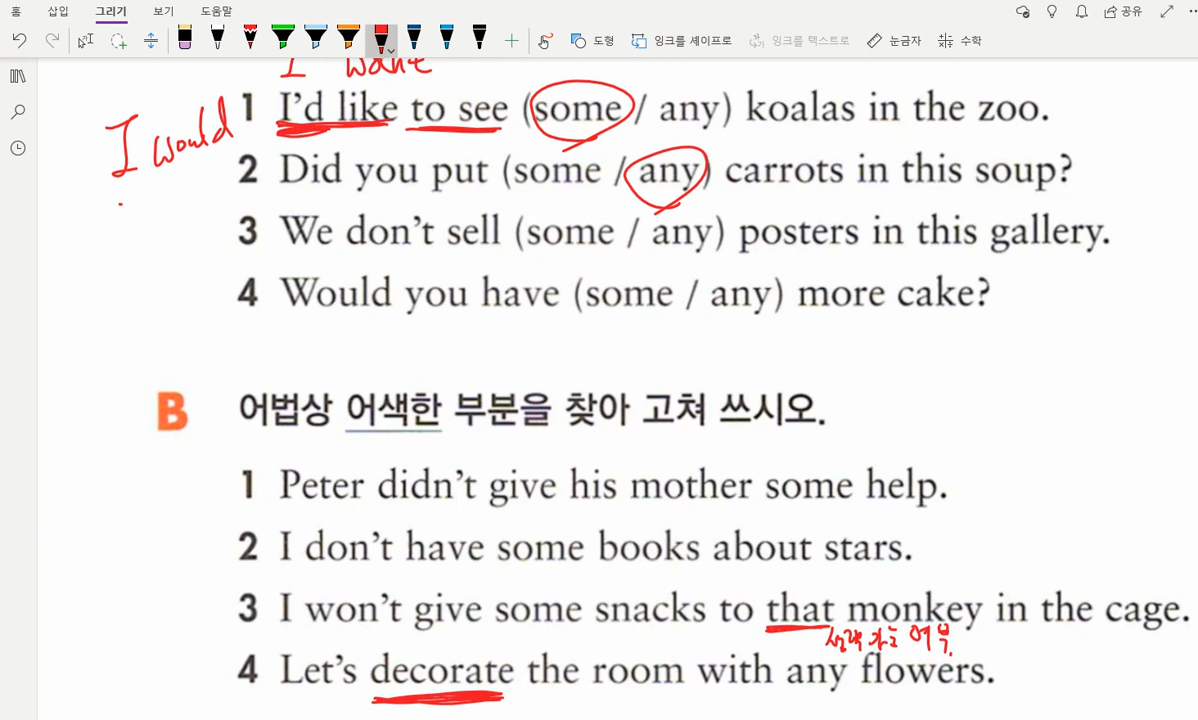 홈 삽입 그리기 보기 도움말 공유
도형 잉크를 셰이프로 잉크를 텍스트로 눈금자 수학
I want
I would
1 I'd like to see (some / any) koalas in the zoo.
2 Did you put (some / any) carrots in this soup?
3 We don't sell (some / any) posters in this gallery.
4 Would you have (some / any) more cake?
B 어법상 어색한 부분을 찾아 고쳐 쓰시오.
1 Peter didn't give his mother some help.
2 I don't have some books about stars.
3 I won't give some snacks to that monkey in the cage.
생략 가능 여부
4 Let's decorate the room with any flowers.